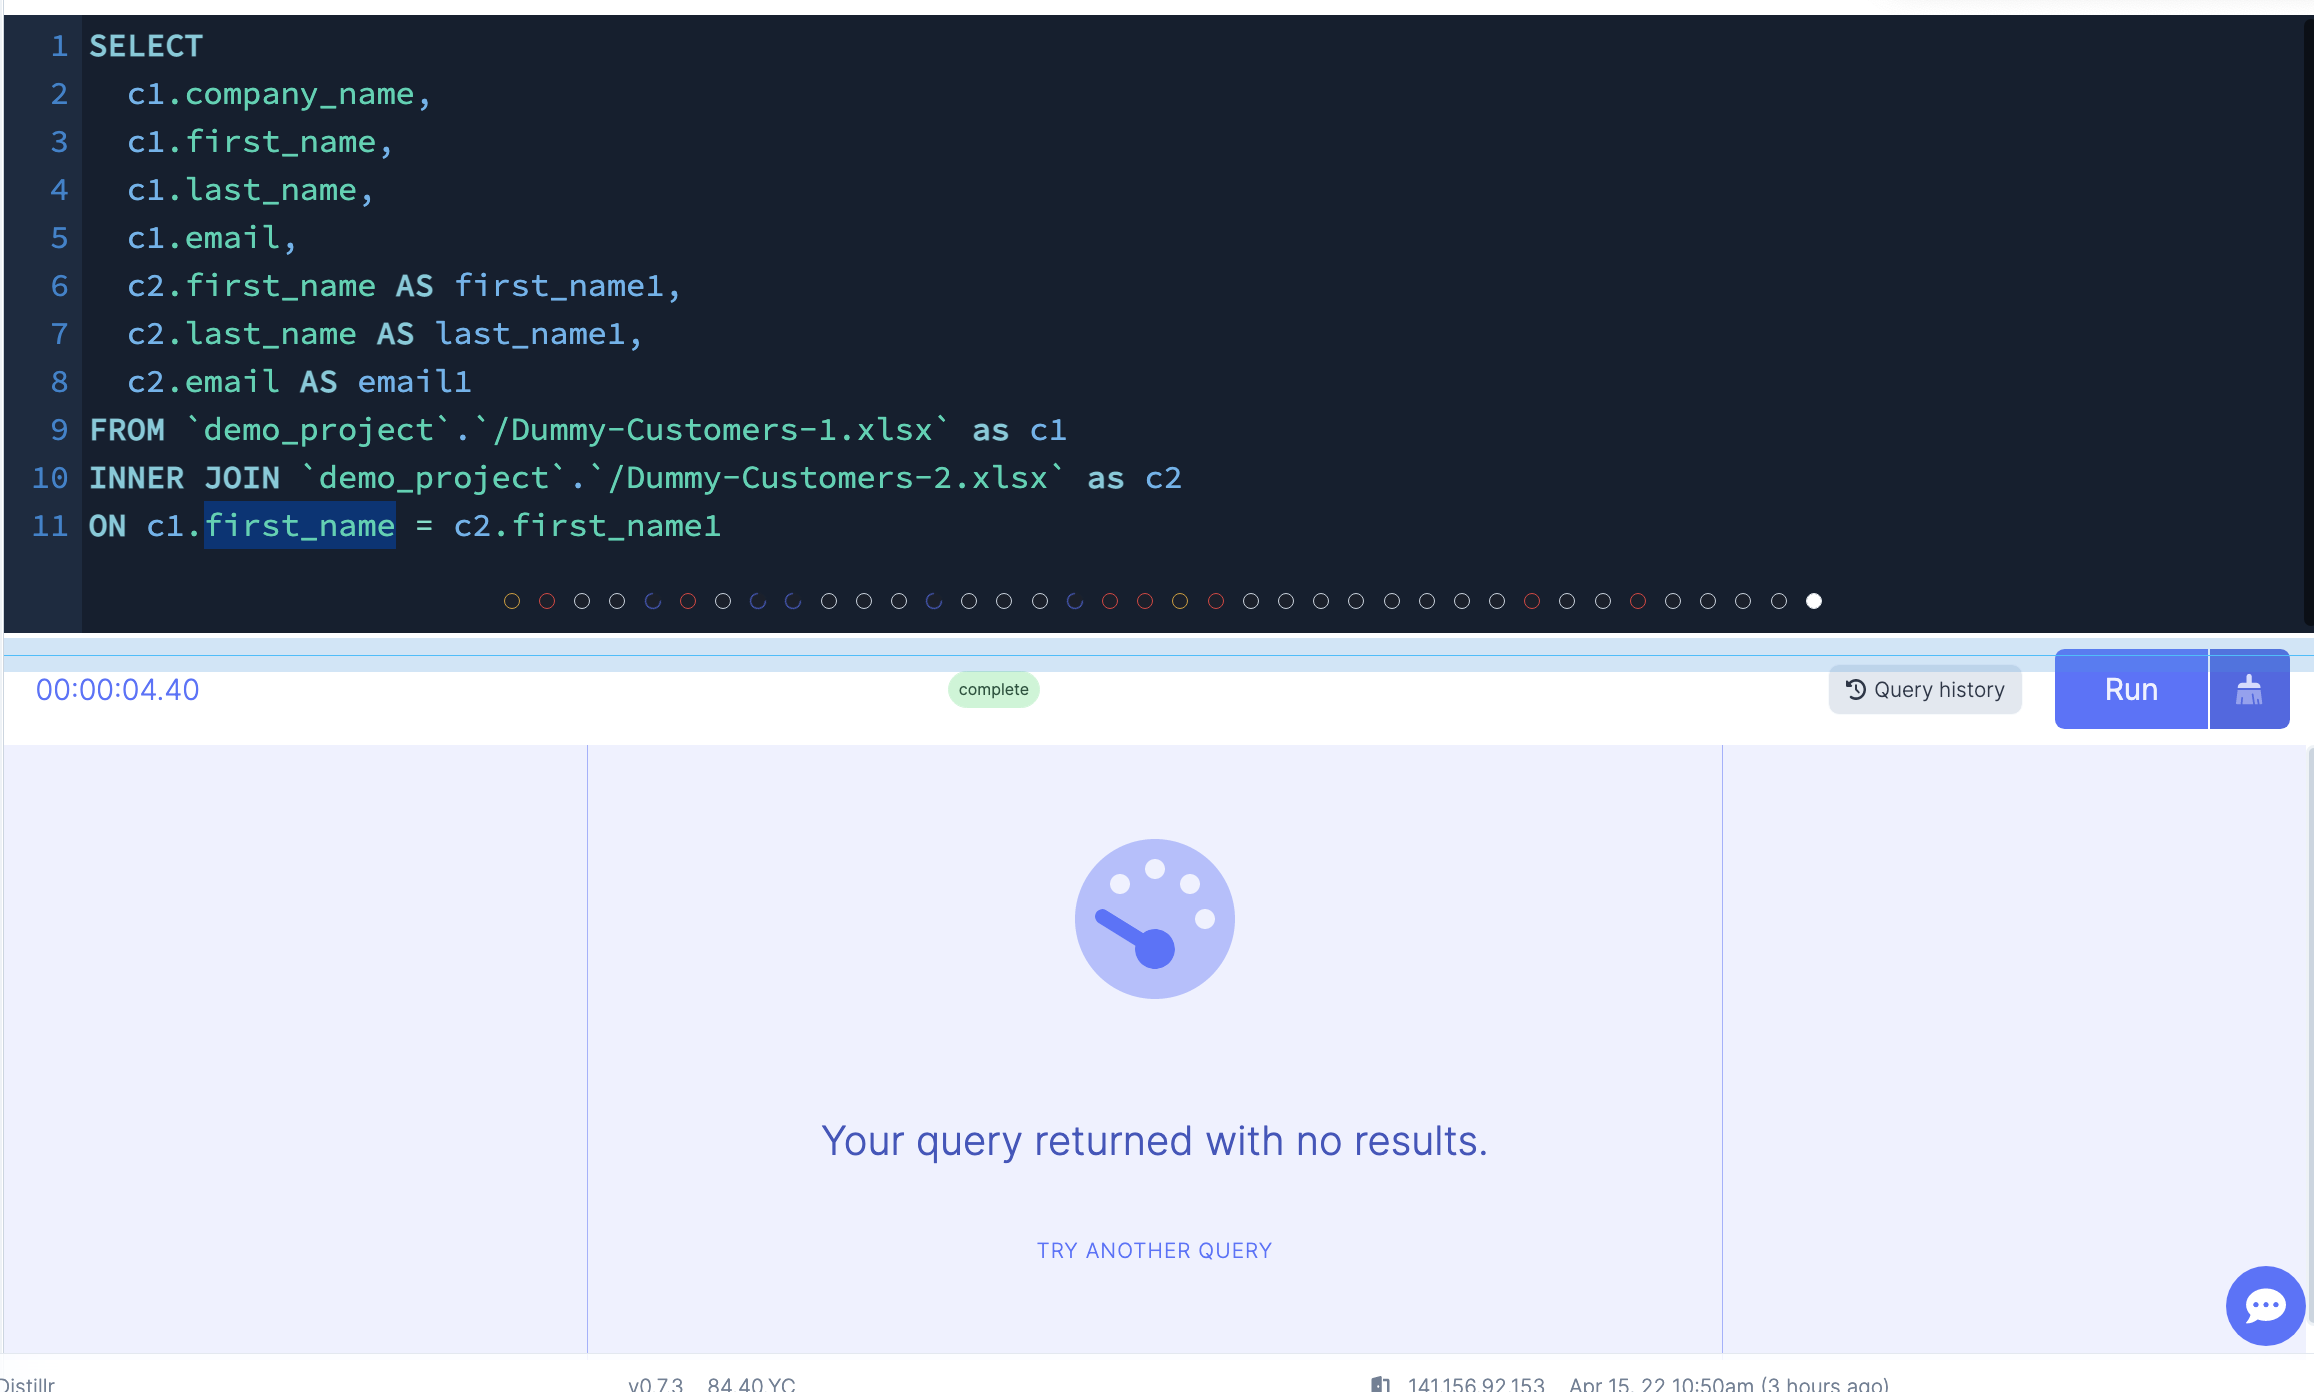 1 SELECT
2 c1.company_name,
3 c1.first_name,
4 c1.last_name,
5 c1.email,
6 c2.first_name AS first_name1,
7 c2.last_name AS last_name1,
8 c2.email AS email1
9 FROM `demo_project`.`/Dummy-Customers-1.xlsx` as c1
10 INNER JOIN `demo_project`.`/Dummy-Customers-2.xlsx` as c2
11 ON c1.first_name = c2.first_name1
00:00:04.40 complete Query history Run
Your query returned with no results.
TRY ANOTHER QUERY
Distillr v0.7.3 84.40.YC 141.156.92.153 Apr 15, 22 10:50am (3 hours ago)